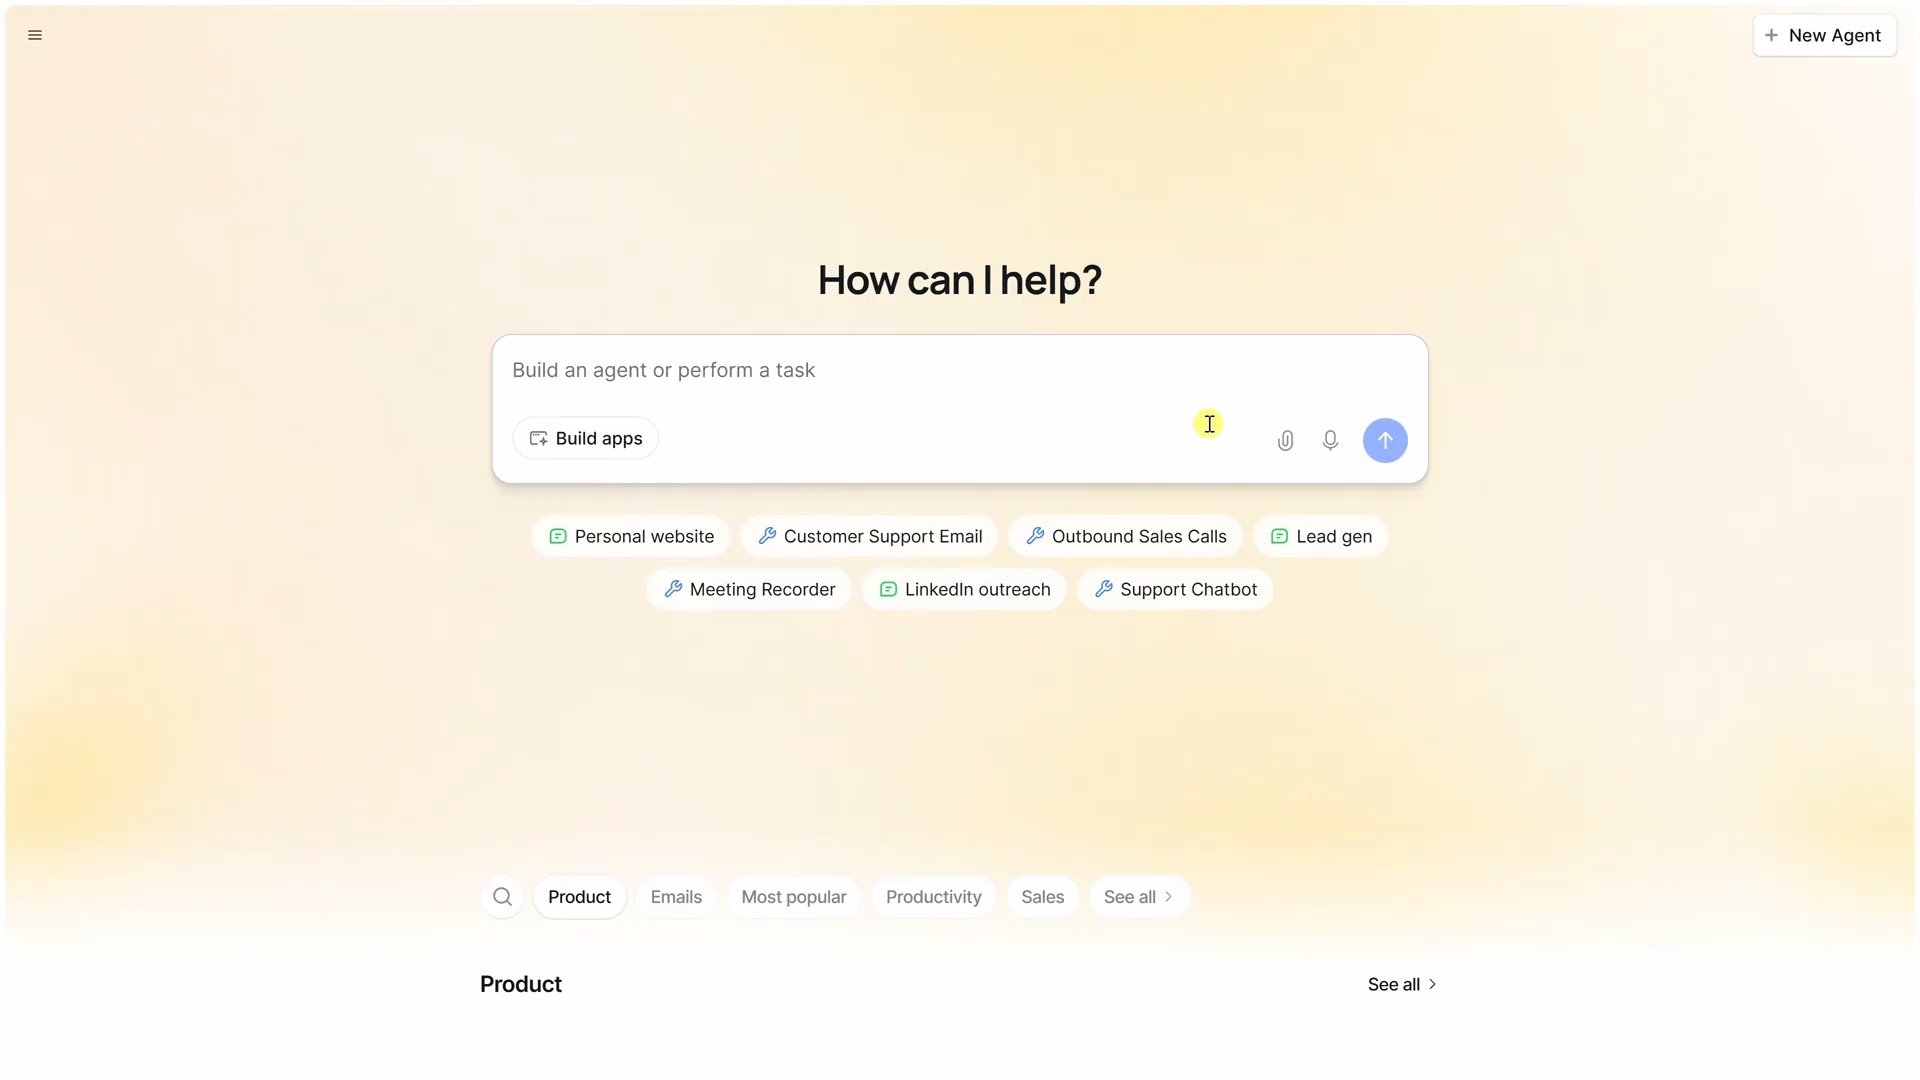 New Agent
How can I help?
Build an agent or perform a task
Build apps
Personal website Customer Support Email Outbound Sales Calls Lead gen
Meeting Recorder LinkedIn outreach Support Chatbot
Product Emails Most popular Productivity Sales See all
Product See all